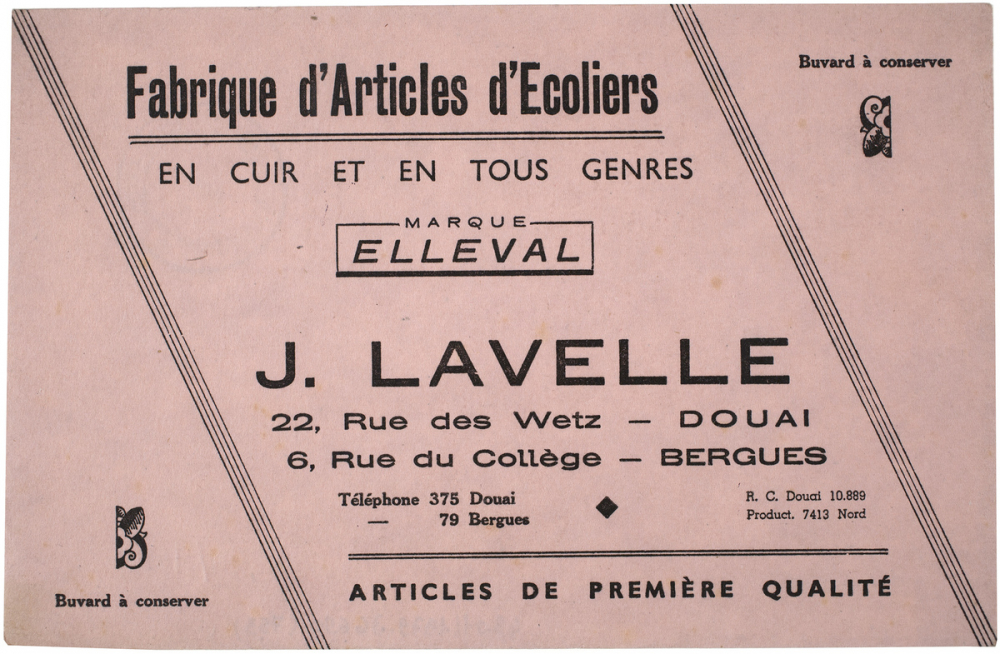 Fabrique d'Articles d'Ecoliers
Buvard à conserver
EN CUIR ET EN TOUS GENRES
MARQUE
ELLEVAL
J. LAVELLE
22, Rue des Wetz — DOUAI
6, Rue du Collège — BERGUES
Téléphone 375 Douai
— 79 Bergues
R. C. Douai 10.889
Product. 7413 Nord
ARTICLES DE PREMIÈRE QUALITÉ
Buvard à conserver